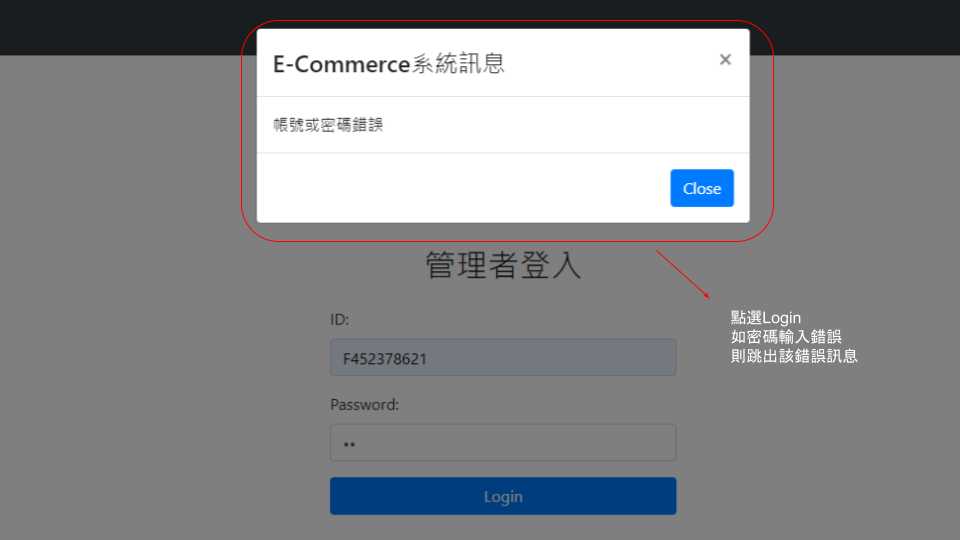 E-Commerce系統訊息
×
帳號或密碼錯誤
Close
管理者登入
ID:
F452378621
Password:
••
Login
點選Login
如密碼輸入錯誤
則跳出該錯誤訊息